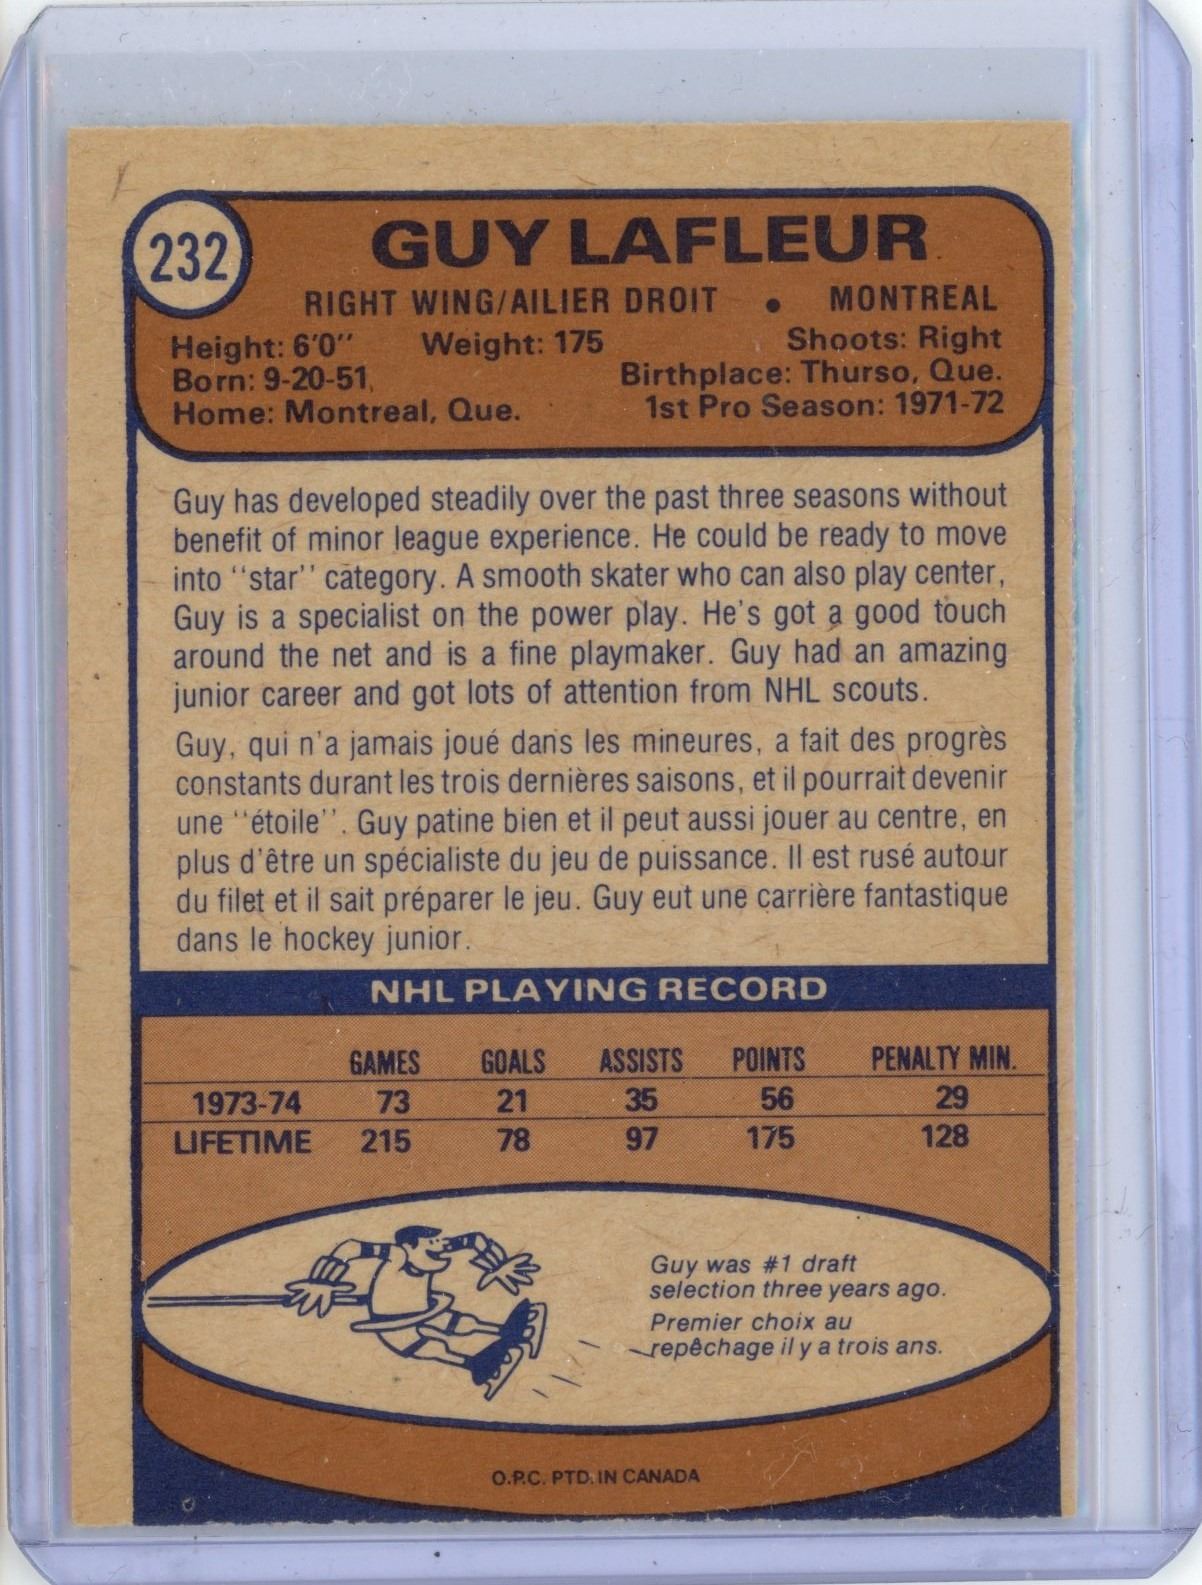 232
GUY LAFLEUR
RIGHT WING/AILIER DROIT • MONTREAL
Height: 6'0'' Weight: 175 Shoots: Right
Born: 9-20-51 Birthplace: Thurso, Que.
Home: Montreal, Que. 1st Pro Season: 1971-72
Guy has developed steadily over the past three seasons without
benefit of minor league experience. He could be ready to move
into ''star'' category. A smooth skater who can also play center,
Guy is a specialist on the power play. He's got a good touch
around the net and is a fine playmaker. Guy had an amazing
junior career and got lots of attention from NHL scouts.
Guy, qui n'a jamais joué dans les mineures, a fait des progrès
constants durant les trois dernières saisons, et il pourrait devenir
une ''étoile''. Guy patine bien et il peut aussi jouer au centre, en
plus d'être un spécialiste du jeu de puissance. Il est rusé autour
du filet et il sait préparer le jeu. Guy eut une carrière fantastique
dans le hockey junior.
NHL PLAYING RECORD
GAMES GOALS ASSISTS POINTS PENALTY MIN.
1973-74 73 21 35 56 29
LIFETIME 215 78 97 175 128
Guy was #1 draft
selection three years ago.
Premier choix au
repêchage il y a trois ans.
O.P.C. PTD. IN CANADA